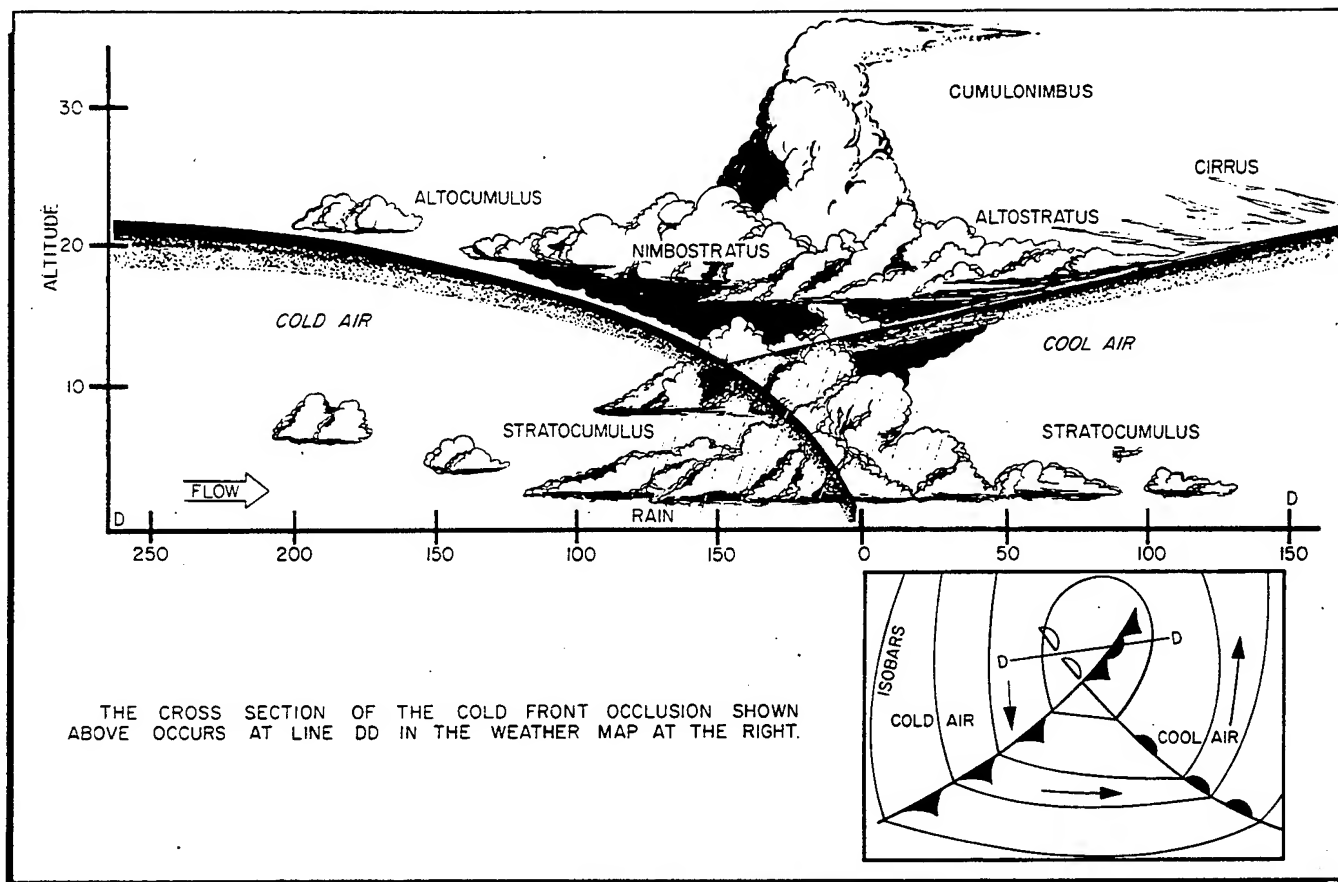 CUMULONIMBUS
30
CIRRUS
ALTOCUMULUS
ALTOSTRATUS
ALTITUDE
20
NIMBOSTRATUS
COLD AIR
COOL AIR
10
STRATOCUMULUS
STRATOCUMULUS
FLOW
D
RAIN
D
250
200
150
100
150
0
50
100
150
160
ISOBARS
D
D
COLD AIR
COOL AIR
THE CROSS SECTION OF THE COLD FRONT OCCLUSION SHOWN
ABOVE OCCURS AT LINE DD IN THE WEATHER MAP AT THE RIGHT.